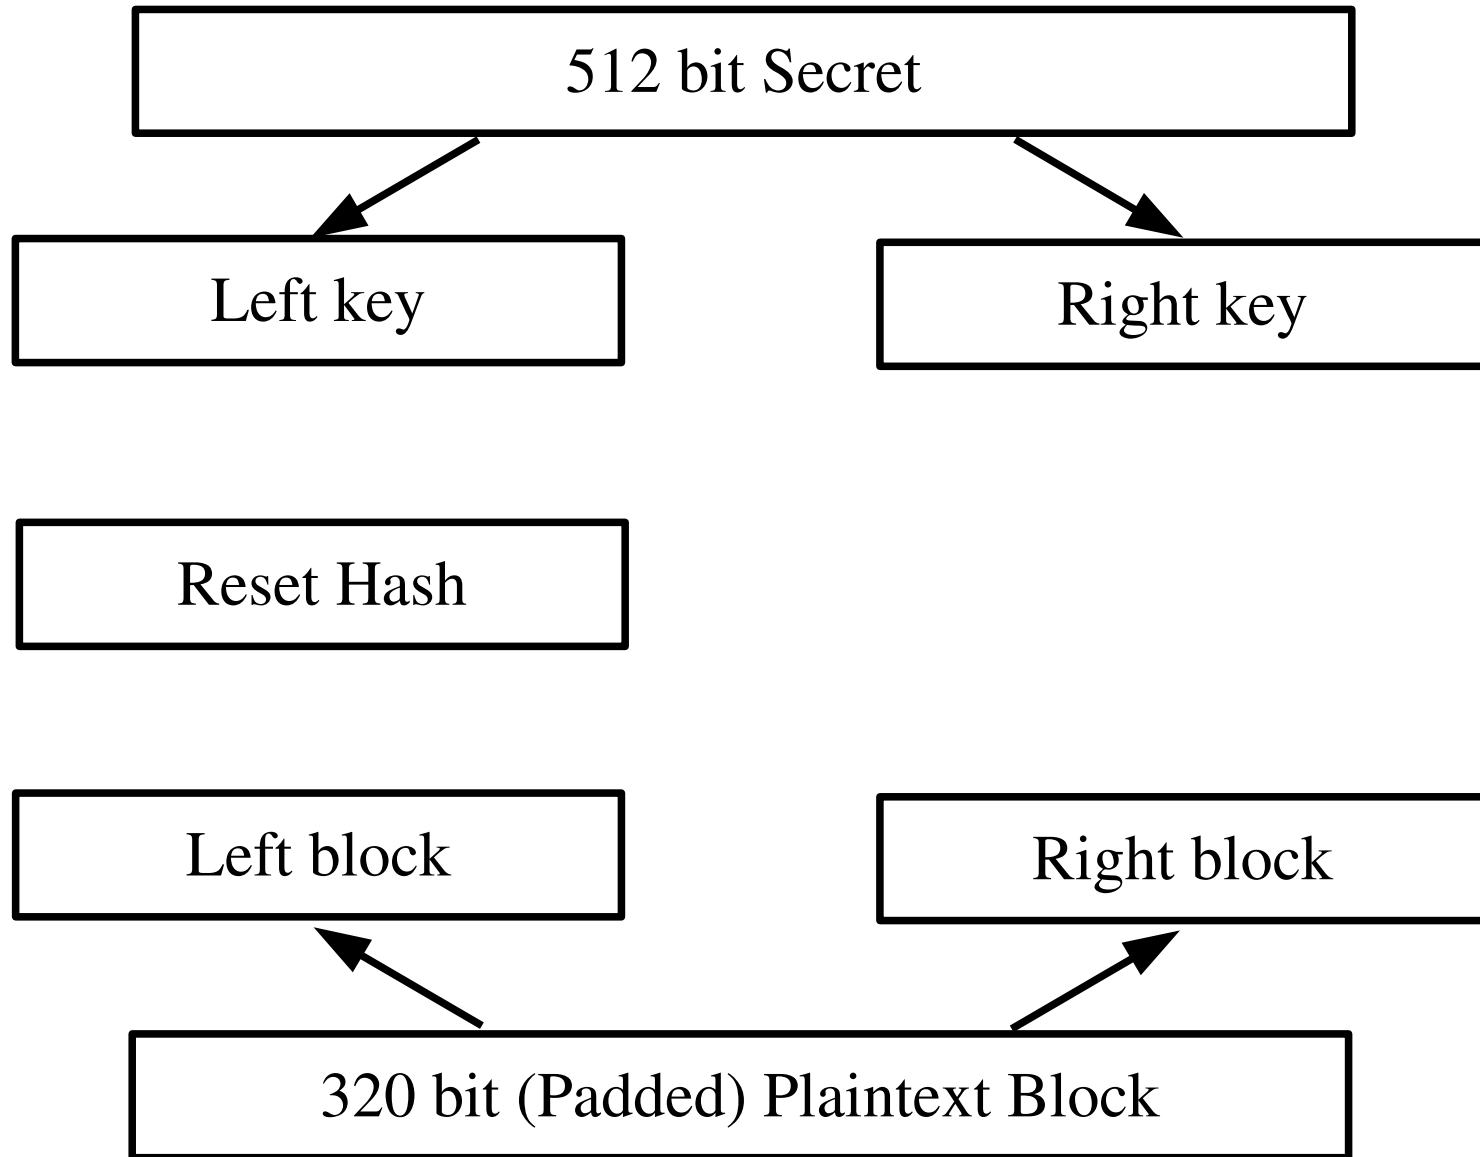 512 bit Secret
Left key
Right key
Reset Hash
Left block
Right block
320 bit (Padded) Plaintext Block